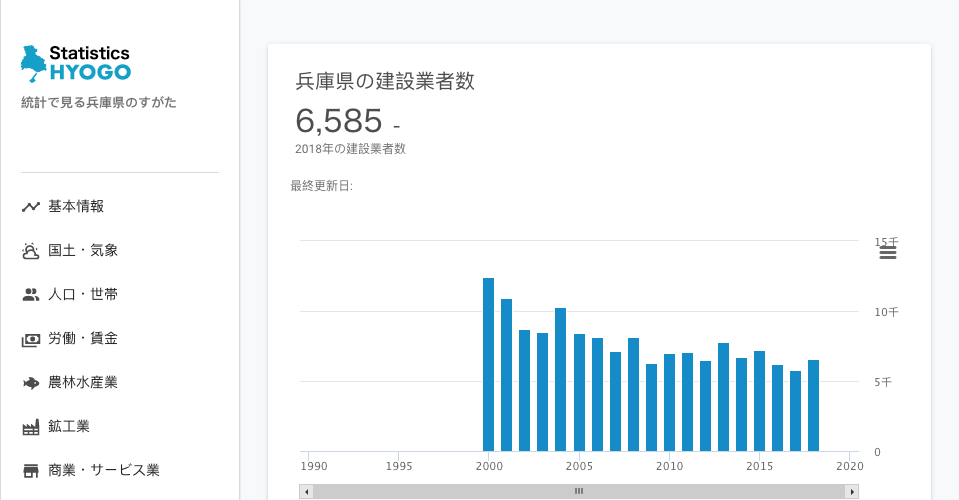 Statistics
HYOGO
統計で見る兵庫県のすがた
基本情報
国土・気象
人口・世帯
労働・賃金
農林水産業
鉱工業
商業・サービス業
兵庫県の建設業者数
6,585 -
2018年の建設業者数
最終更新日:
15千
10千
5千
0
1990 1995 2000 2005 2010 2015 2020